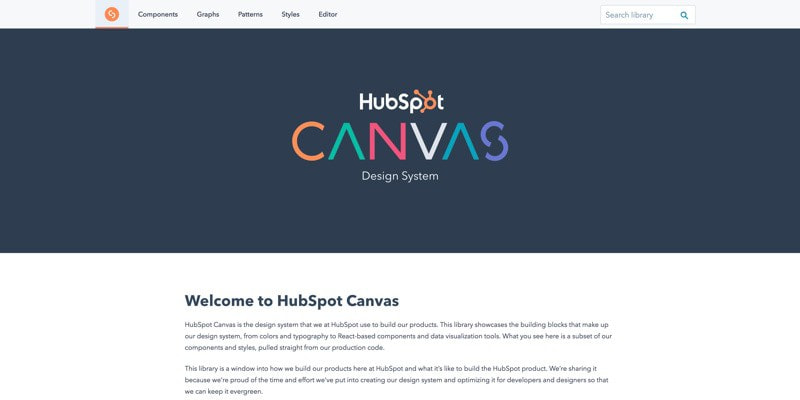 Components Graphs Patterns Styles Editor Search library
HubSpot
CANVAS
Design System
Welcome to HubSpot Canvas
HubSpot Canvas is the design system that we at HubSpot use to build our products. This library showcases the building blocks that make up
our design system, from colors and typography to React-based components and data visualization tools. What you see here is a subset of our
components and styles, pulled straight from our production code.
This library is a window into how we build our products here at HubSpot and what it's like to build the HubSpot product. We're sharing it
because we're proud of the time and effort we've put into creating our design system and optimizing it for developers and designers so that
we can keep it evergreen.